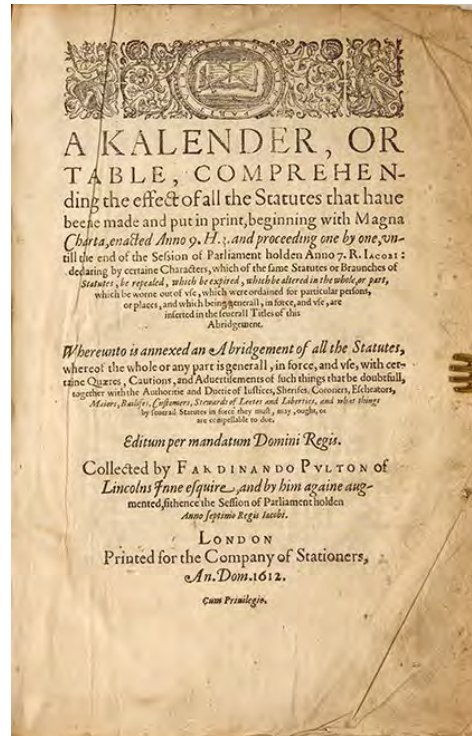 A KALENDER, OR
TABLE, COMPREHEN-
ding the effect of all the Statutes that haue
beene made and put in print, beginning with Magna
Charta, enacted Anno 9. H. 3. and proceeding one by one, vn-
till the end of the Session of Parliament holden Anno 7. R. IACOBI:
declaring by certaine Characters, which of the same Statutes or Braunches of
Statutes, be repealed, which be expired, which be altered in the whole, or part,
which be worne out of vse, which were ordained for particular persons,
or places, and which being generall, in force, and vse, are
inserted in the seuerall Titles of this
Abridgement.
Whereunto is annexed an Abridgement of all the Statutes,
whereof the whole or any part is generall, in force, and vse, with cer-
taine Quæres, Cautions, and Aduertisements of such things that be doubtfull,
together with the Authoritie and Duetie of Iustices, Sherifes, Coroners, Escheators,
Maiors, Bailifes, Customers, Stewards of Leetes and Liberties, and what things
by seuerall Statutes in force they must, may, ought, or
are compellable to doe.
Editum per mandatum Domini Regis.
Collected by FARDINANDO PVLTON of
Lincolns Inne esquire, and by him againe aug-
mented, sithence the Session of Parliament holden
Anno septimo Regis Iacobi.
LONDON
Printed for the Company of Stationers,
An. Dom. 1612.
Cum Priuilegio.